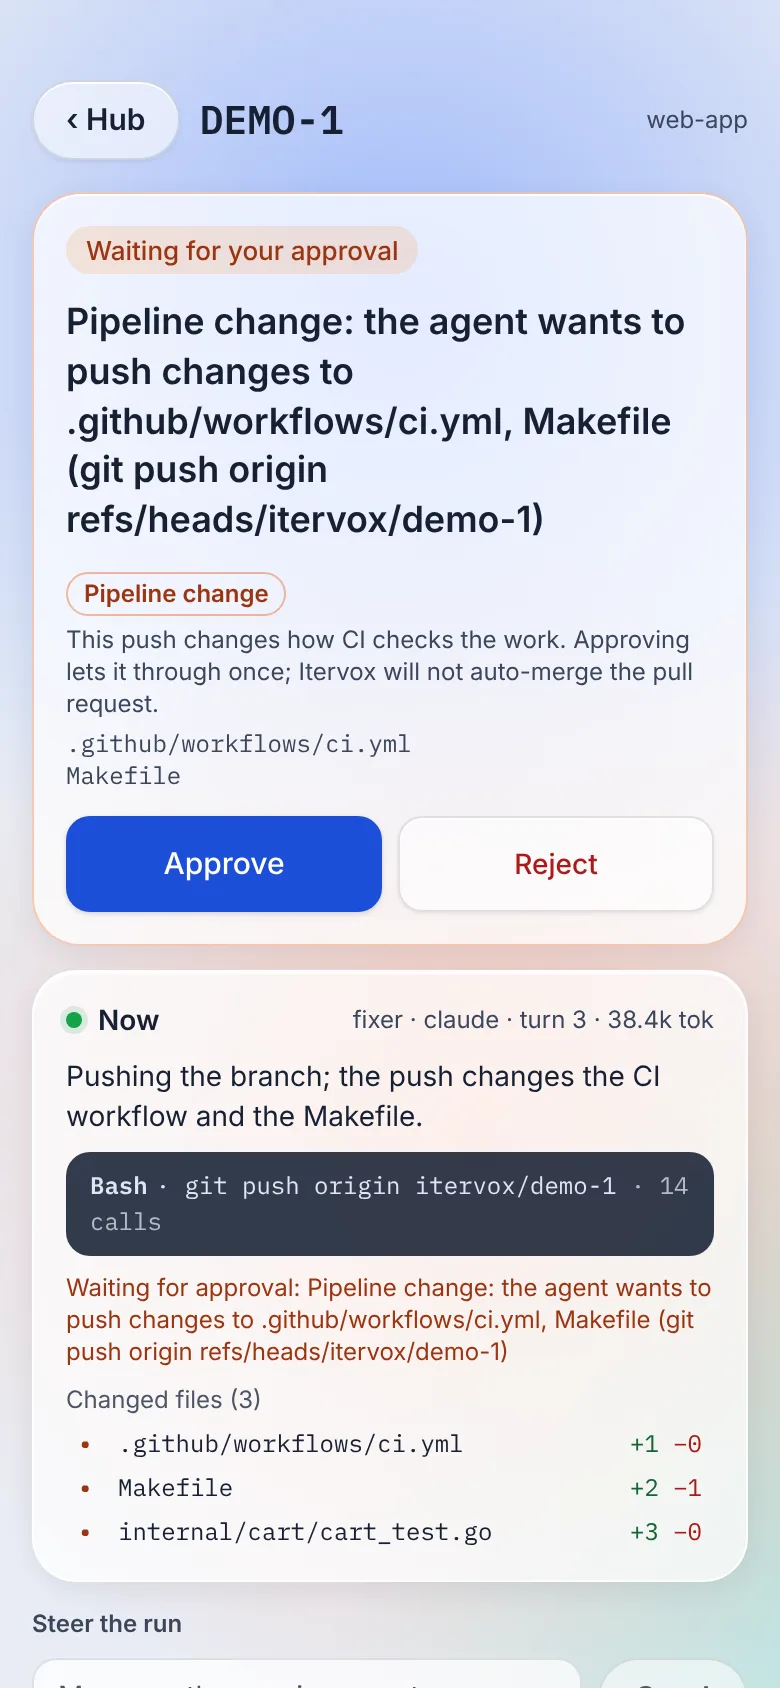 ‹ Hub DEMO-1 web-app
Waiting for your approval
Pipeline change: the agent wants to
push changes to
.github/workflows/ci.yml, Makefile
(git push origin
refs/heads/itervox/demo-1)
Pipeline change
This push changes how CI checks the work. Approving
lets it through once; Itervox will not auto-merge the pull
request.
.github/workflows/ci.yml
Makefile
Approve Reject
Now fixer · claude · turn 3 · 38.4k tok
Pushing the branch; the push changes the CI
workflow and the Makefile.
Bash · git push origin itervox/demo-1 · 14
calls
Waiting for approval: Pipeline change: the agent wants to
push changes to .github/workflows/ci.yml, Makefile (git
push origin refs/heads/itervox/demo-1)
Changed files (3)
• .github/workflows/ci.yml +1 −0
• Makefile +2 −1
• internal/cart/cart_test.go +3 −0
Steer the run